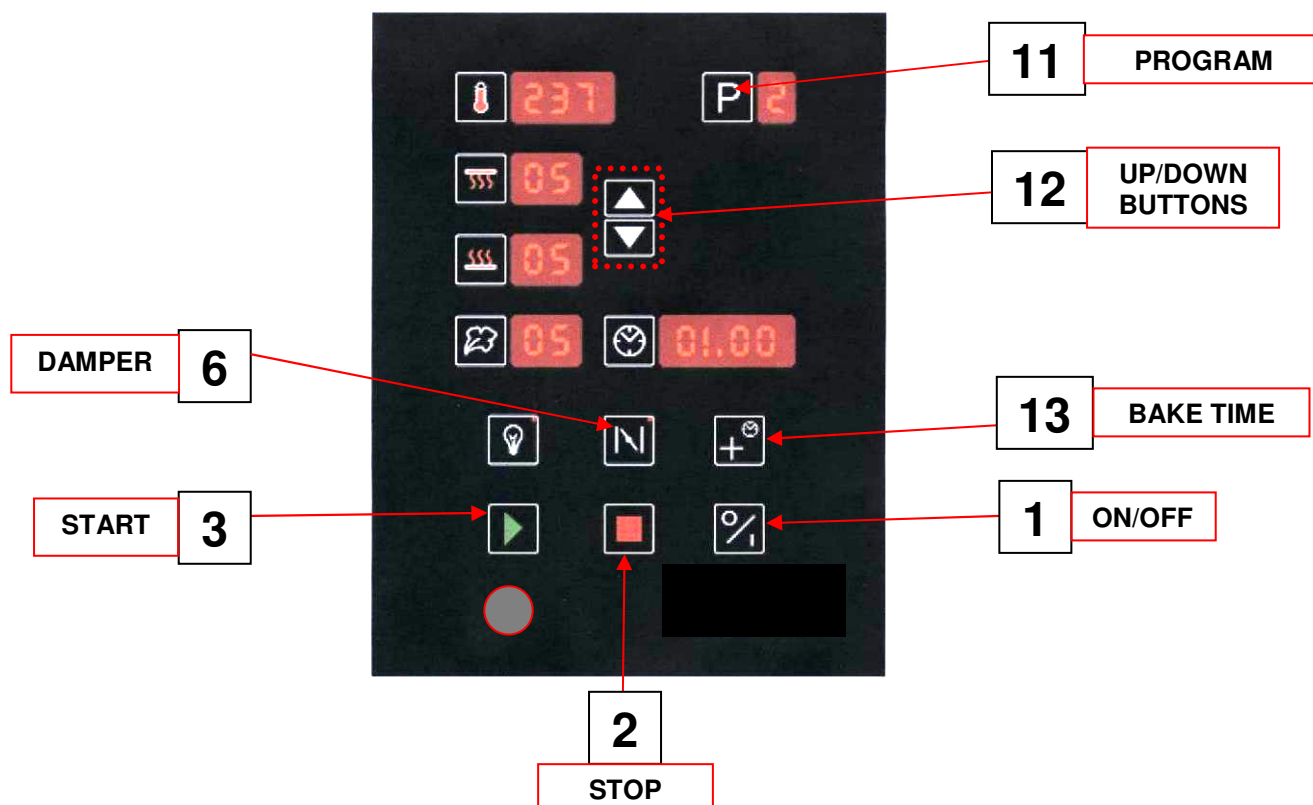 11 PROGRAM
237 P 2
12 UP/DOWN
BUTTONS
05
05
DAMPER 6
05 01.00
13 BAKE TIME
START 3
1 ON/OFF
2
STOP